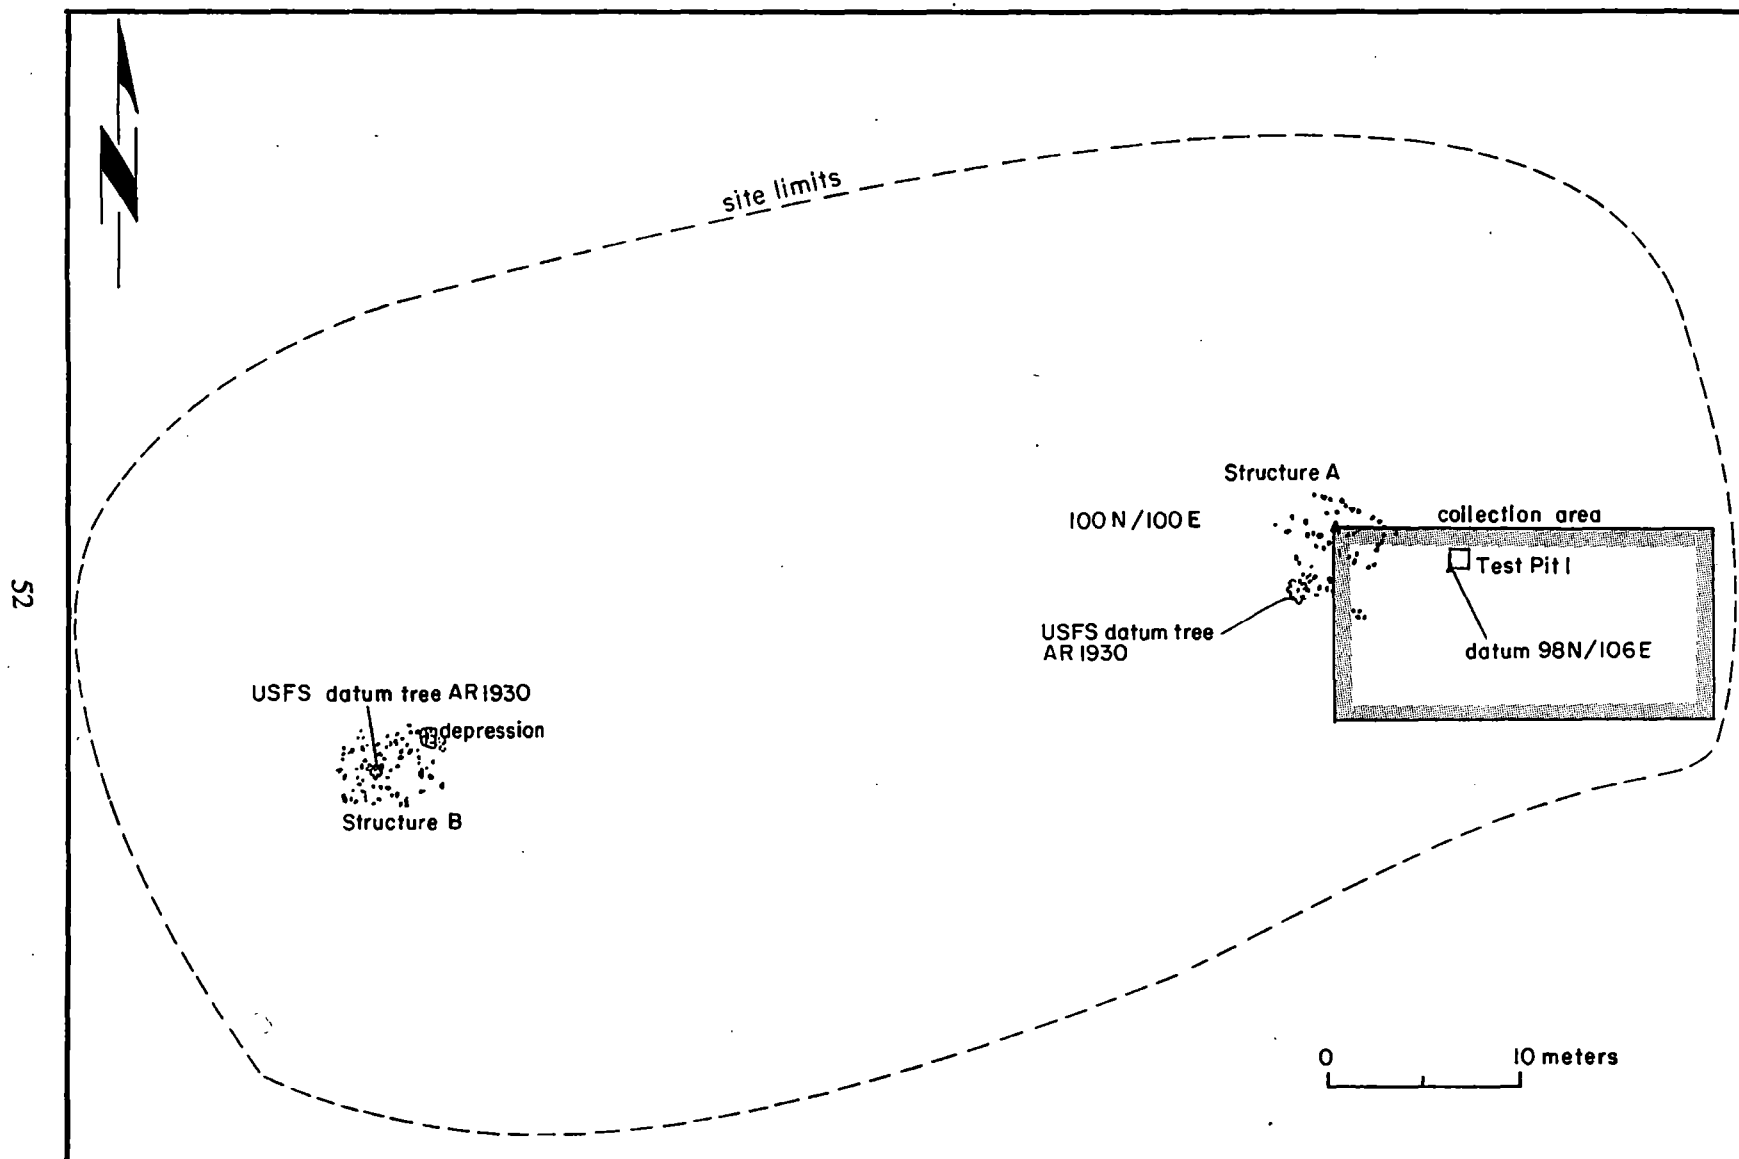 N
site limits
Structure A
100 N / 100 E
collection area
Test Pit 1
USFS datum tree
AR 1930
datum 98N/106E
USFS datum tree AR 1930
depression
Structure B
0 10 meters
52